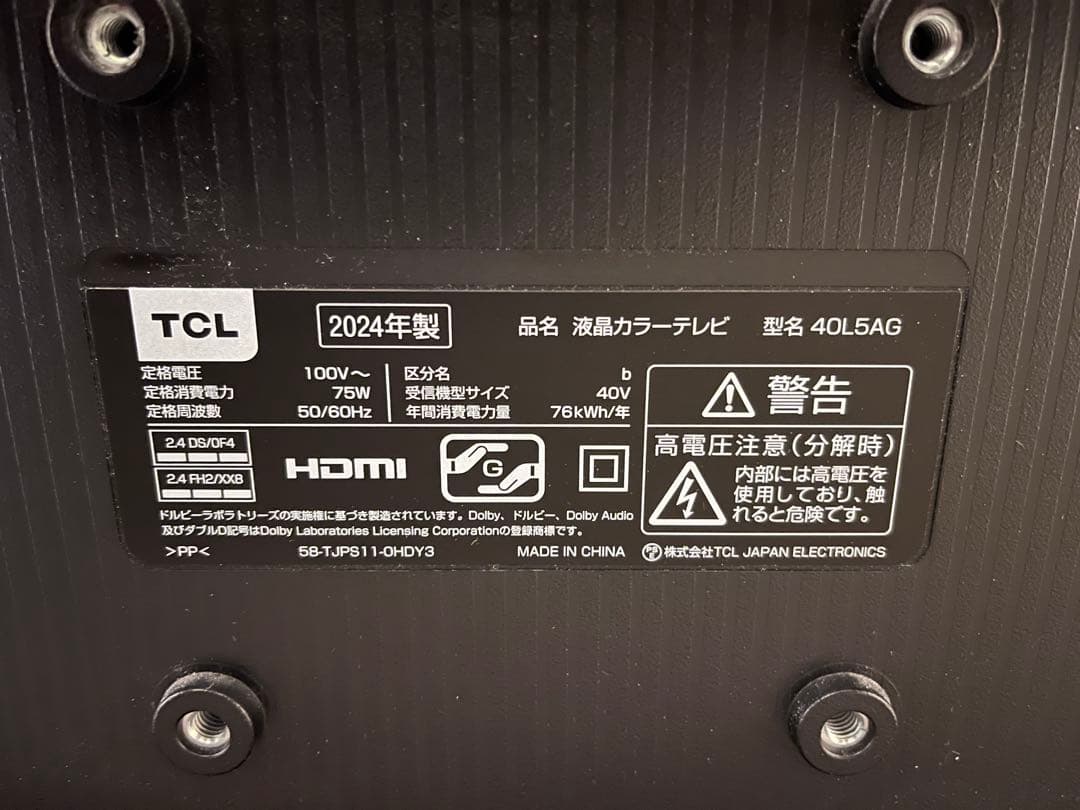 TCL
2024年製
品名 液晶カラーテレビ 型名 40L5AG
定格電圧 100V～
定格消費電力 75W
定格周波数 50/60Hz
区分名 b
受信機型サイズ 40V
年間消費電力量 76kWh/年
警告
高電圧注意(分解時)
内部には高電圧を
使用しており、触
れると危険です。
2.4 DS/OF4
2.4 FH2/XX8
HDMI
G
ドルビーラボラトリーズの実施権に基づき製造されています。Dolby、ドルビー、Dolby Audio
及びダブルD記号はDolby Laboratories Licensing Corporationの登録商標です。
>PP< 58-TJPS11-0HDY3 MADE IN CHINA 株式会社TCL JAPAN ELECTRONICS